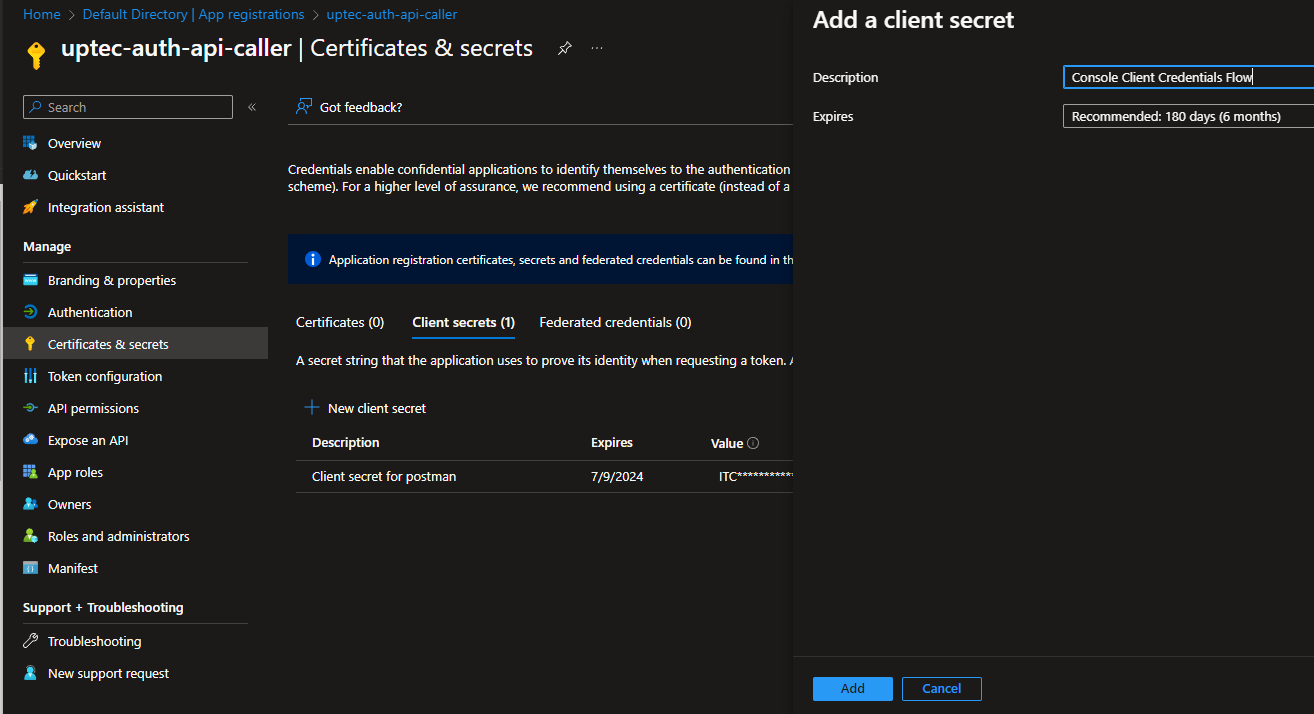 Home > Default Directory | App registrations > uptec-auth-api-caller
uptec-auth-api-caller | Certificates & secrets
Search
Overview
Quickstart
Integration assistant
Manage
Branding & properties
Authentication
Certificates & secrets
Token configuration
API permissions
Expose an API
App roles
Owners
Roles and administrators
Manifest
Support + Troubleshooting
Troubleshooting
New support request
Got feedback?
Credentials enable confidential applications to identify themselves to the authentication
scheme). For a higher level of assurance, we recommend using a certificate (instead of a
Application registration certificates, secrets and federated credentials can be found in th
Certificates (0) Client secrets (1) Federated credentials (0)
A secret string that the application uses to prove its identity when requesting a token. A
New client secret
Description Expires Value
Client secret for postman 7/9/2024 ITC***********
Add a client secret
Description Console Client Credentials Flow
Expires Recommended: 180 days (6 months)
Add Cancel